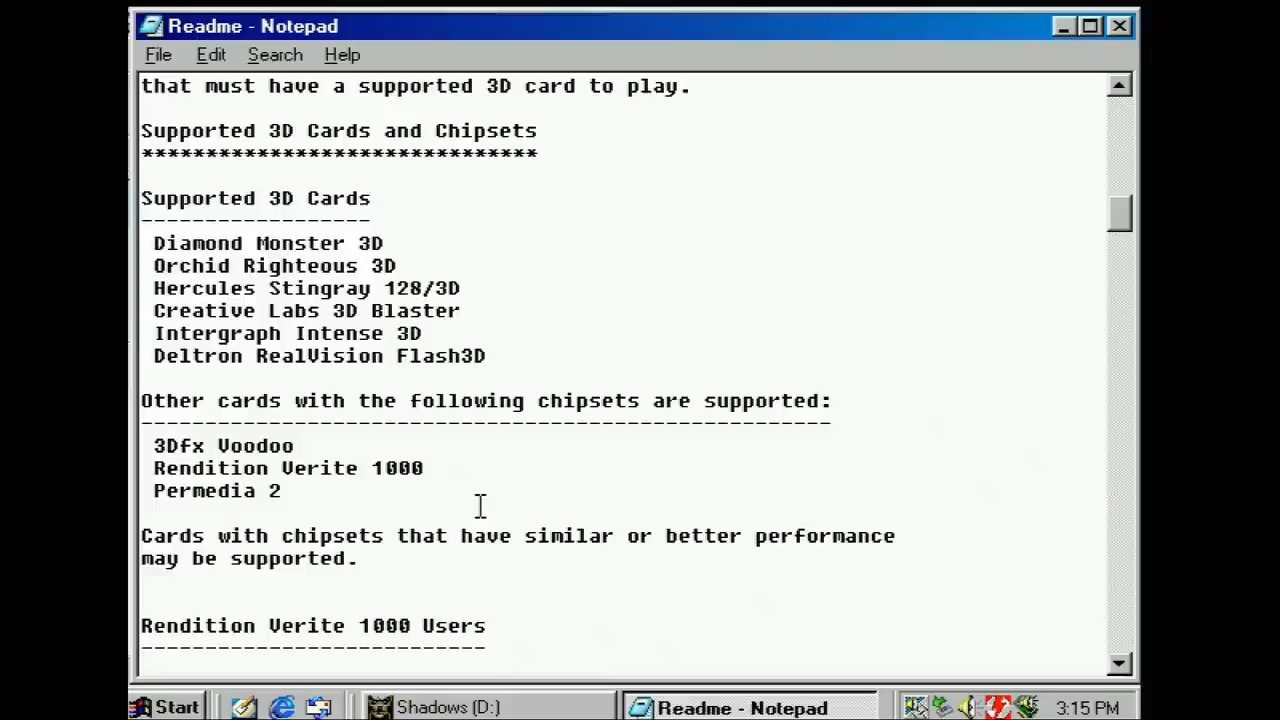 Readme - Notepad
File Edit Search Help
that must have a supported 3D card to play.
Supported 3D Cards and Chipsets
*******************************
Supported 3D Cards
------------------
Diamond Monster 3D
Orchid Righteous 3D
Hercules Stingray 128/3D
Creative Labs 3D Blaster
Intergraph Intense 3D
Deltron RealVision Flash3D
Other cards with the following chipsets are supported:
------------------------------------------------------
3Dfx Voodoo
Rendition Verite 1000
Permedia 2
Cards with chipsets that have similar or better performance
may be supported.
Rendition Verite 1000 Users
---------------------------
Start Shadows (D:) Readme - Notepad 3:15 PM